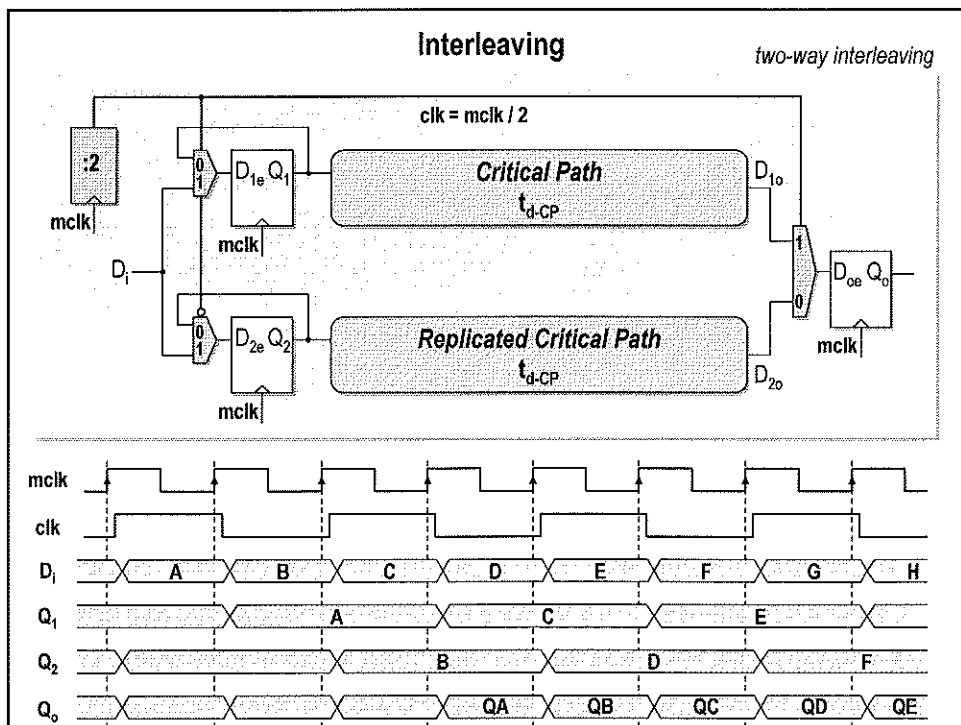 Interleaving
two-way interleaving
clk = mclk / 2
:2
mclk
0
1
D1e Q1
mclk
Critical Path
td-CP
D1o
Di
1
0
Doe Qo
mclk
0
1
D2e Q2
mclk
Replicated Critical Path
td-CP
D2o
mclk
clk
Di A B C D E F G H
Q1 A C E
Q2 B D F
Qo QA QB QC QD QE